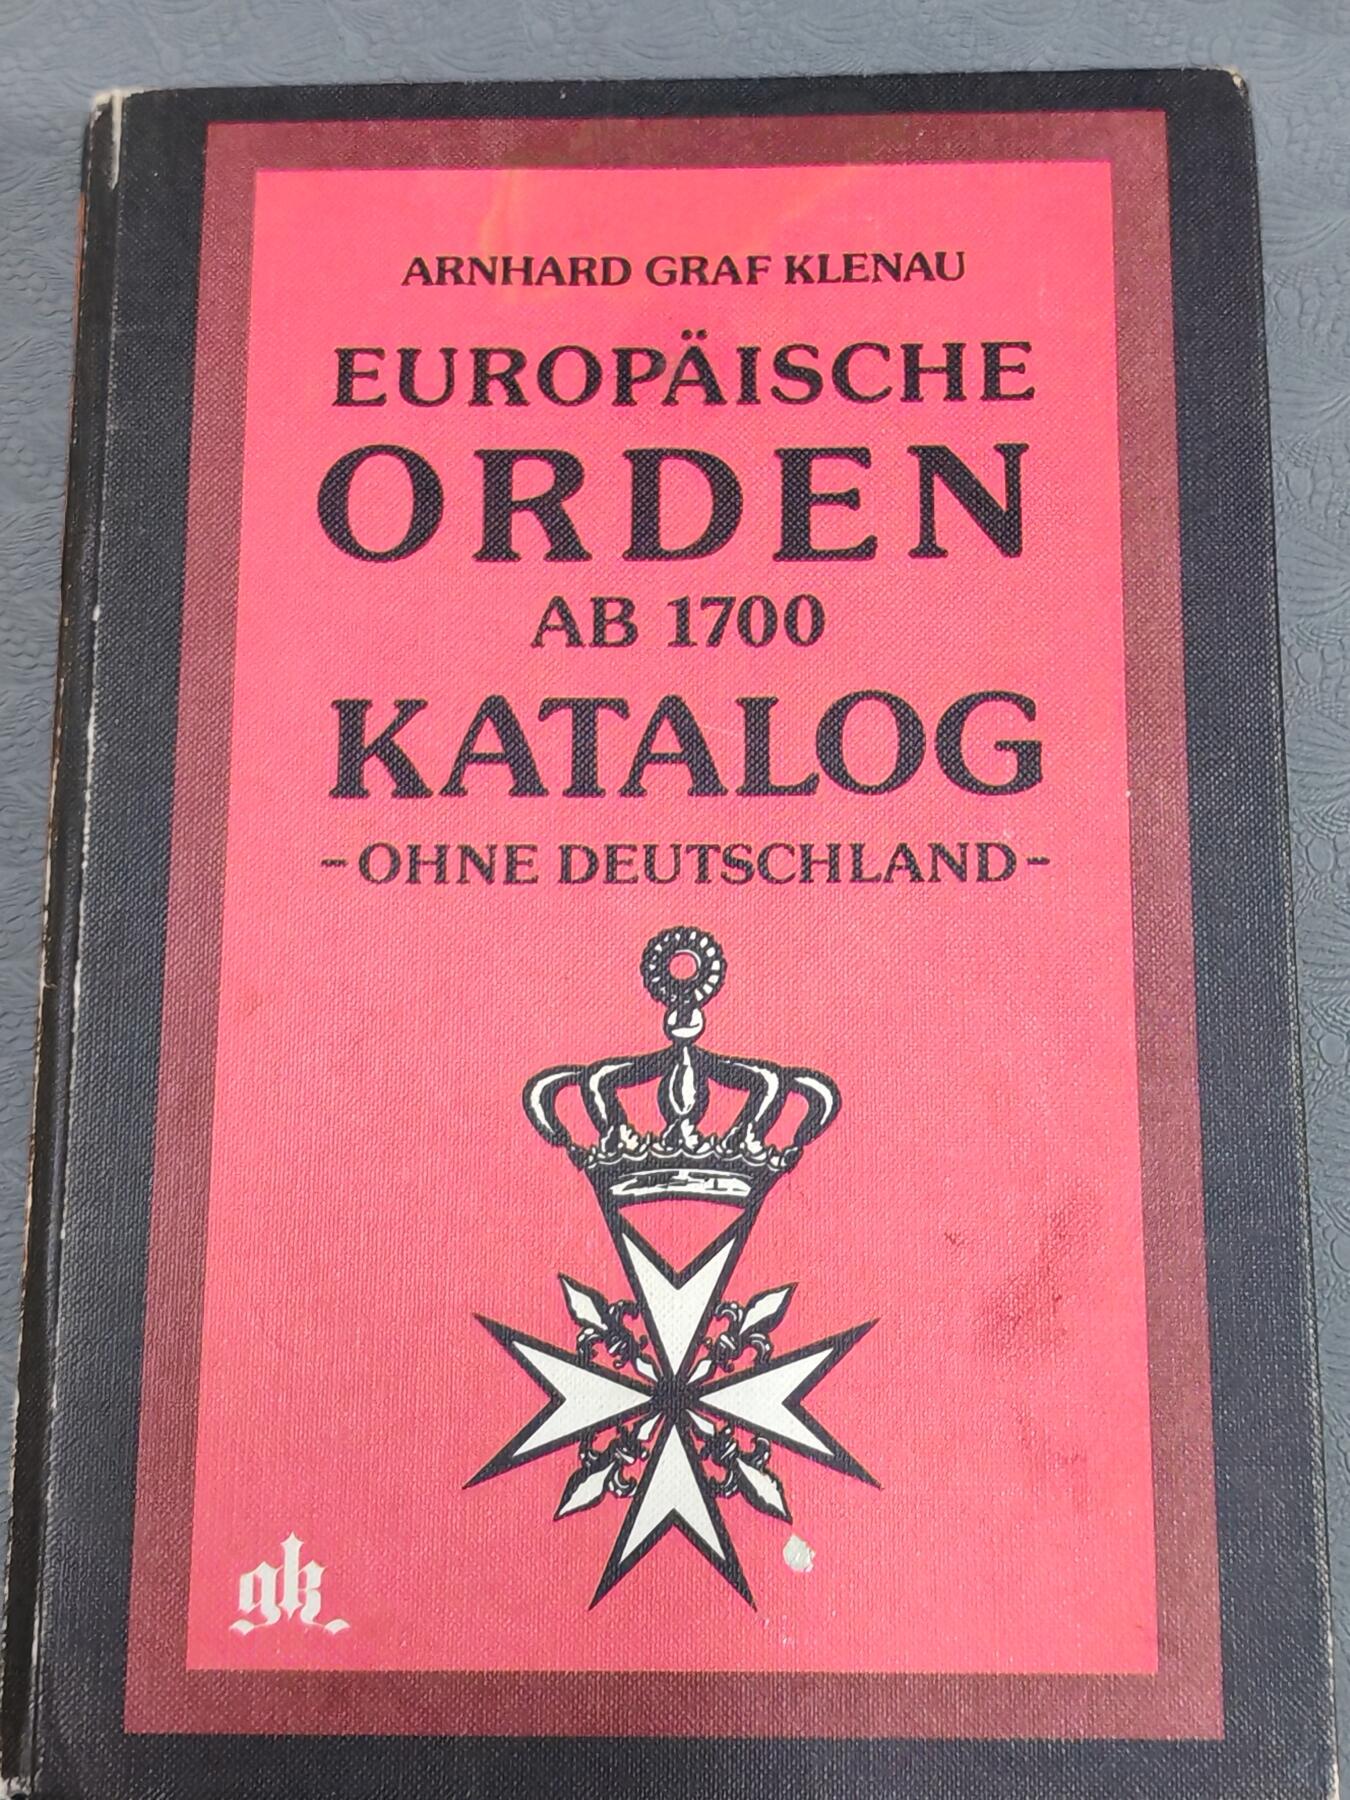 ARNHARD GRAF KLENAU
EUROPÄISCHE
ORDEN
AB 1700
KATALOG
-OHNE DEUTSCHLAND-
gk